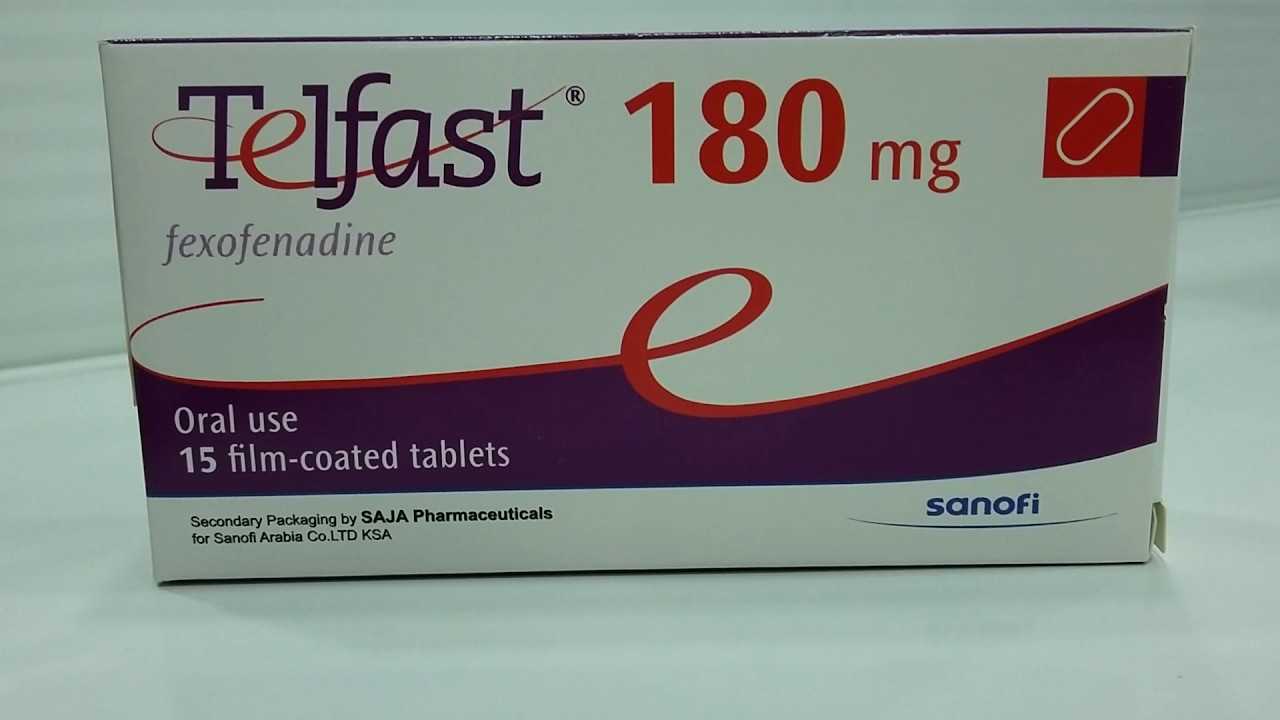 Telfast® 180 mg
fexofenadine
Oral use
15 film-coated tablets
Secondary Packaging by SAJA Pharmaceuticals
for Sanofi Arabia Co.LTD KSA
sanofi